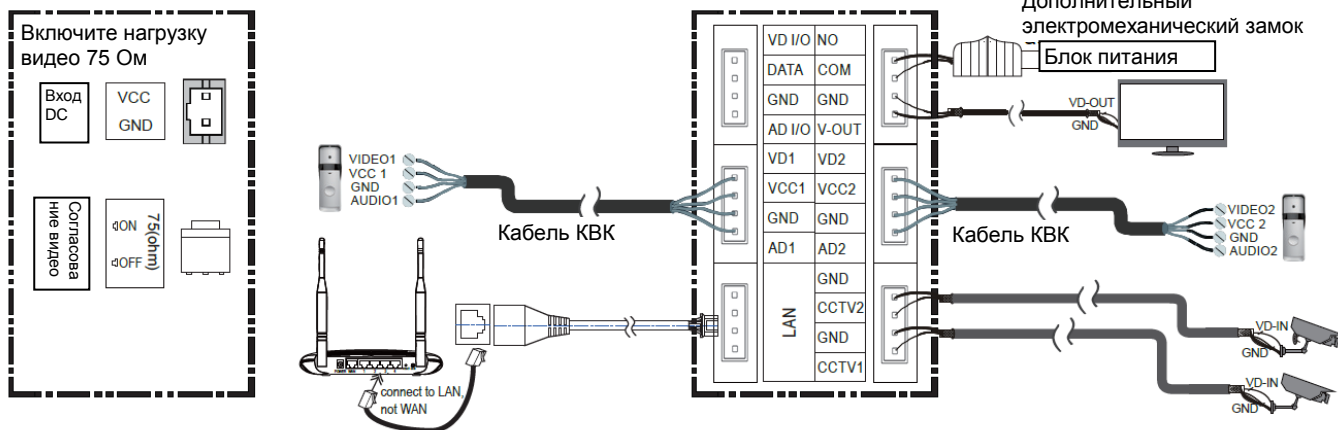 Включите нагрузку
видео 75 Ом
Вход
DC
VCC
GND
Согласова
ние видео
ON
OFF
75(ohm)
VIDEO1
VCC 1
GND
AUDIO1
Кабель КВК
connect to LAN,
not WAN
VD I/O NO
DATA COM
GND GND
AD I/O V-OUT
VD1 VD2
VCC1 VCC2
GND GND
AD1 AD2
LAN
GND
CCTV2
GND
CCTV1
Дополнительный
электромеханический замок
Блок питания
VD-OUT
GND
Кабель КВК
VIDEO2
VCC 2
GND
AUDIO2
VD-IN
GND
VD-IN
GND